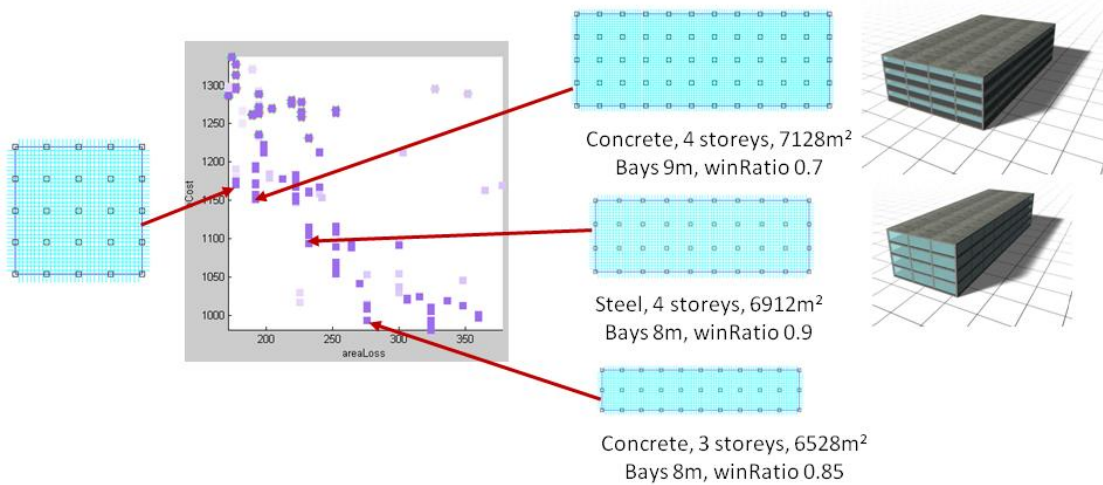 1300
1250
1200
1150
1100
1050
1000
Cost
200
250
300
350
areaLoss
Concrete, 4 storeys, 7128m²
Bays 9m, winRatio 0.7
Steel, 4 storeys, 6912m²
Bays 8m, winRatio 0.9
Concrete, 3 storeys, 6528m²
Bays 8m, winRatio 0.85